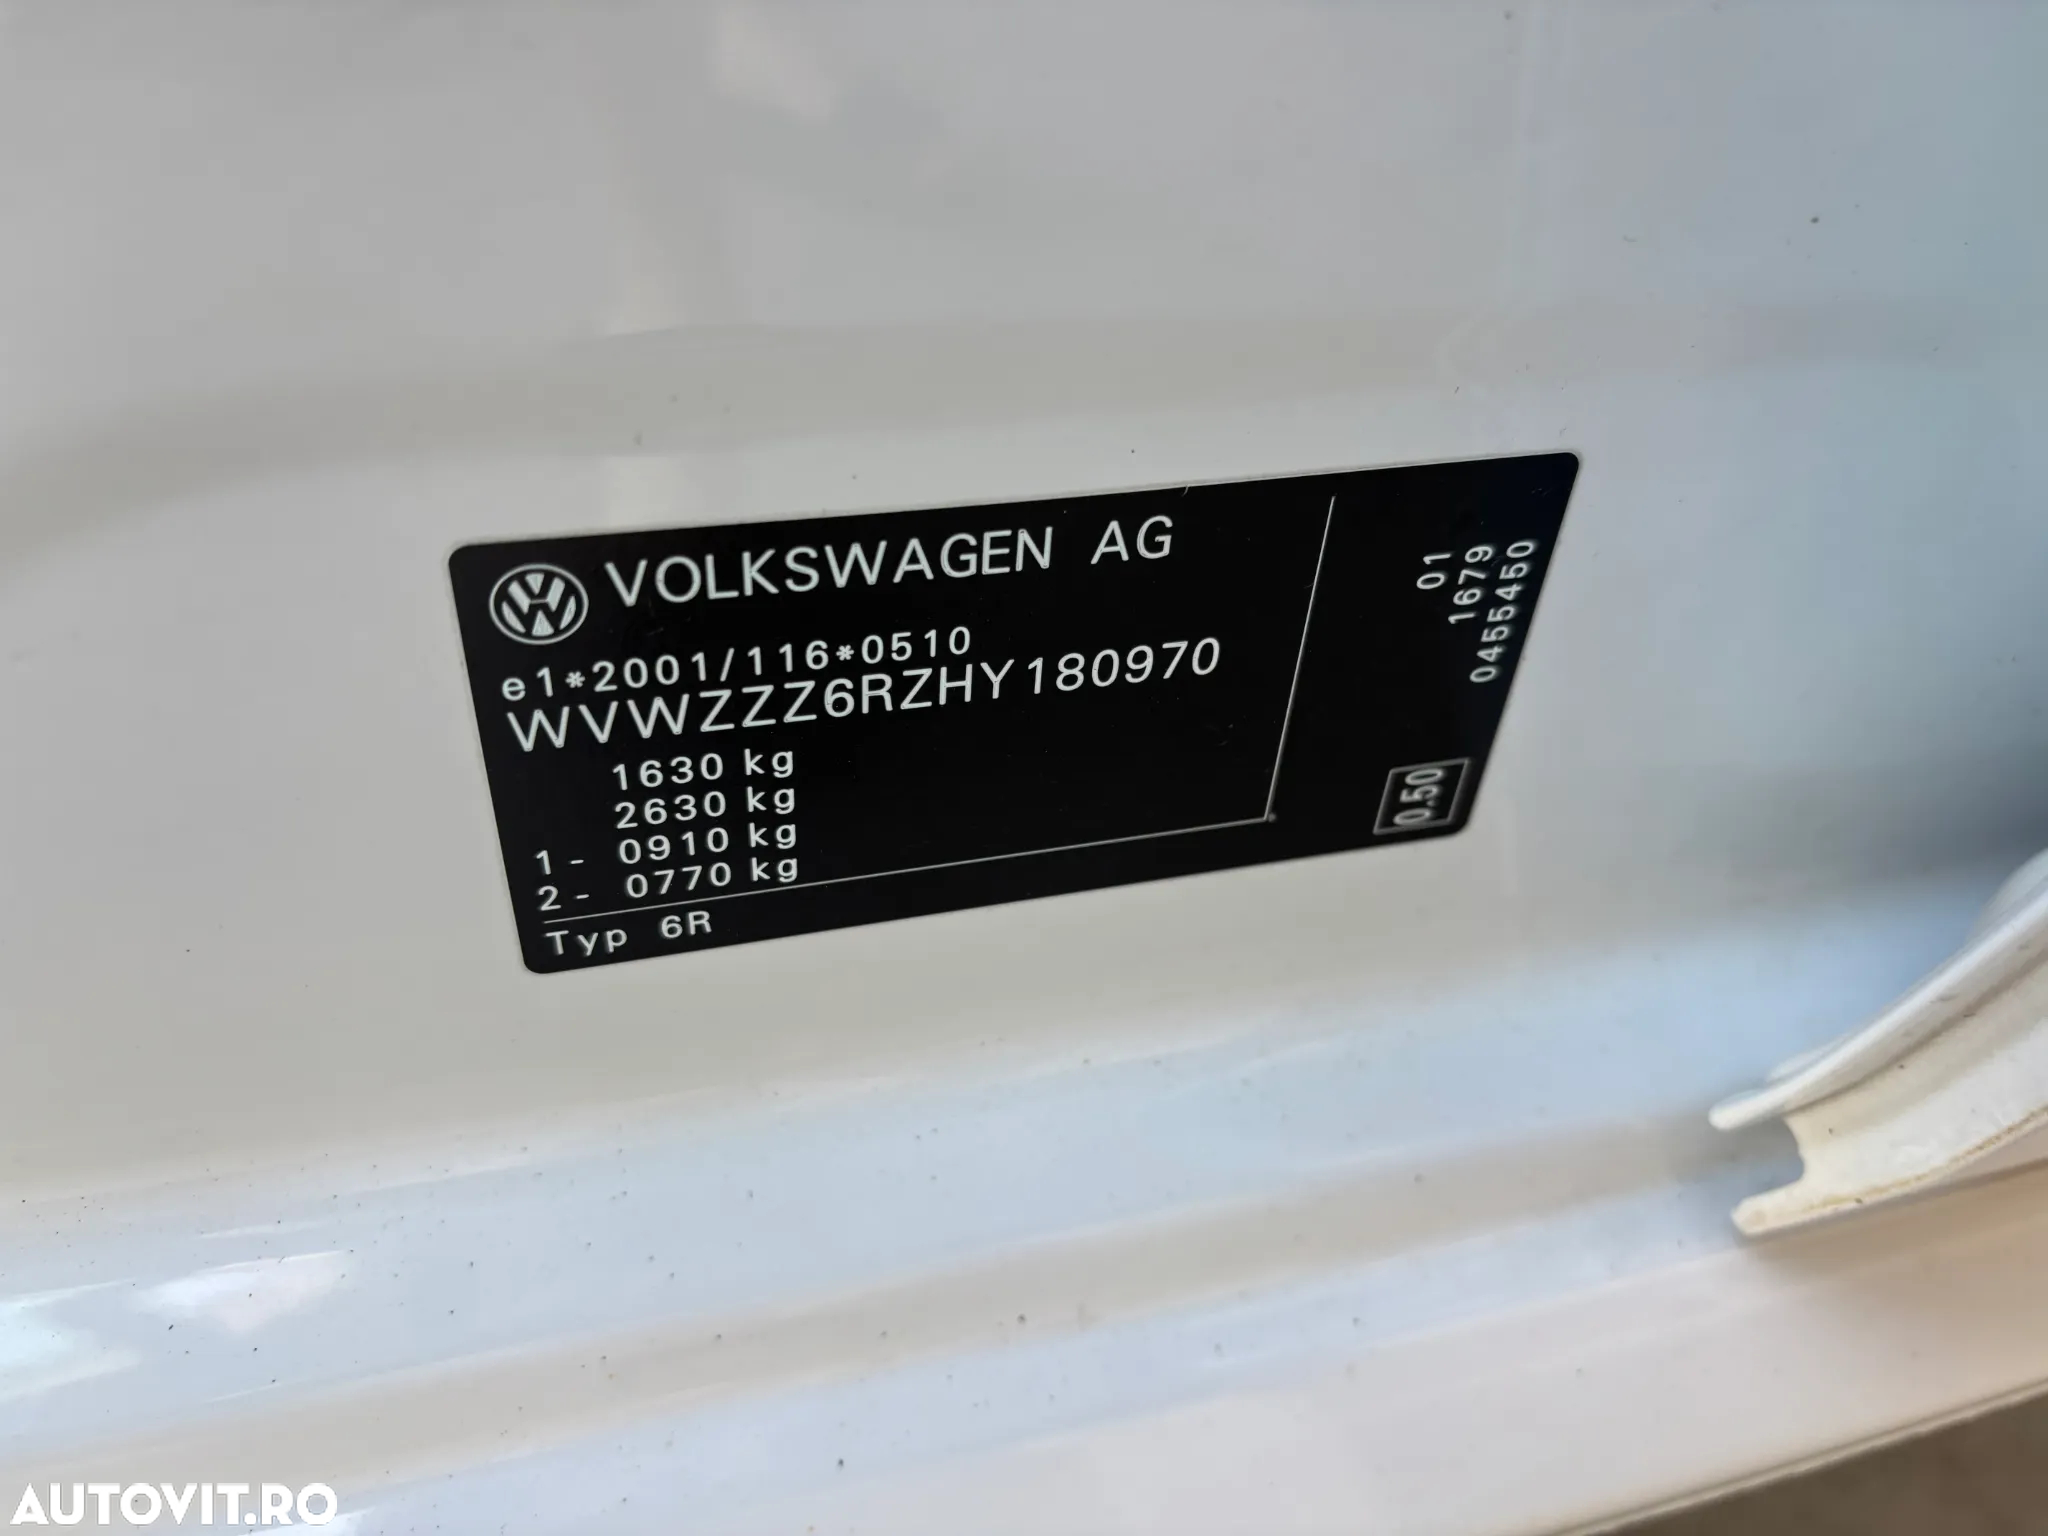 VOLKSWAGEN AG
e1*2001/116*0510
WVWZZZ6RZHY180970
1630 kg
2630 kg
1- 0910 kg
2- 0770 kg
Typ 6R
01
1679
0455450
0.50
AUTOVIT.RO